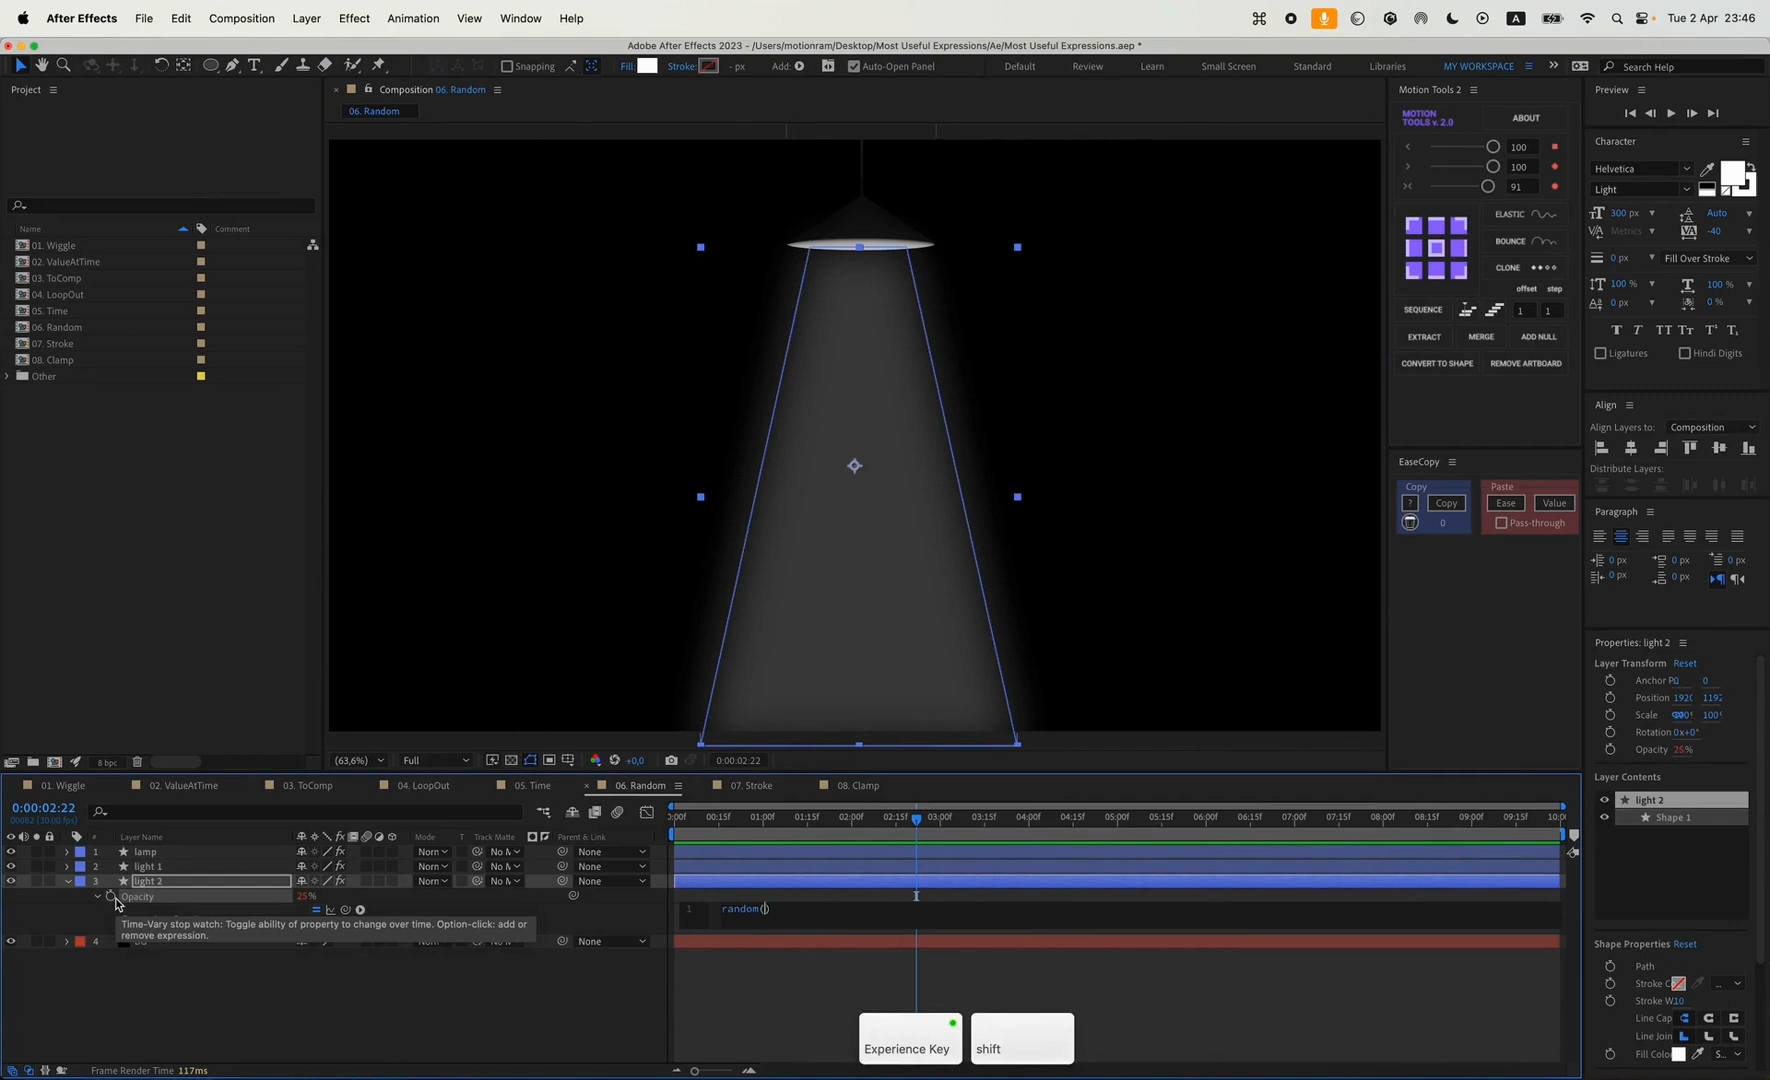 After Effects File Edit Composition Layer Effect Animation View Window Help
A Tue 2 Apr 23:46
Adobe After Effects 2023 - /Users/motionram/Desktop/Most Useful Expressions/Ae/Most Useful Expressions.aep *
Snapping Fill: Stroke: - px Add: Auto-Open Panel Default Review Learn Small Screen Standard Libraries MY WORKSPACE Search Help
Project
Composition 06. Random
06. Random
Name Comment
01. Wiggle
02. ValueAtTime
03. ToComp
04. LoopOut
05. Time
06. Random
07. Stroke
08. Clamp
Other
Motion Tools 2
MOTION TOOLS v. 2.0 ABOUT
100
100
91
ELASTIC
BOUNCE
CLONE
offset step
SEQUENCE 1 1
EXTRACT MERGE ADD NULL
CONVERT TO SHAPE REMOVE ARTBOARD
EaseCopy
Copy Paste
? Copy Ease Value
0 Pass-through
Preview
Character
Helvetica
Light
300 px Auto
Metrics -40
0 px Fill Over Stroke
100 % 100 %
0 px 0 %
Ligatures Hindi Digits
Align
Align Layers to: Composition
Distribute Layers:
Paragraph
0 px 0 px 0 px
0 px 0 px
Properties: light 2
Layer Transform Reset
Anchor P 0 0
Position 1920 1192
Scale 100%
Rotation 0x+0°
Opacity 25%
Layer Contents
light 2
Shape 1
Shape Properties Reset
Path
Stroke C ...
Stroke W 10
Line Cap
Line Join
Fill Colo S...
8 bpc
(63,6%) Full +0,0 0:00:02:22
01. Wiggle 02. ValueAtTime 03. ToComp 04. LoopOut 05. Time 06. Random 07. Stroke 08. Clamp
0:00:02:22
00082 (30.00 fps)
# Layer Name Mode T Track Matte Parent & Link
0:00f 00:15f 01:00f 01:15f 02:00f 02:15f 03:00f 03:15f 04:00f 04:15f 05:00f 05:15f 06:00f 06:15f 07:00f 07:15f 08:00f 08:15f 09:00f 09:15f 10:0
1 lamp Norn No M None
2 light 1 Norn No M None
3 light 2 Norn No M None
Opacity 25%
1 random()
Time-Vary stop watch: Toggle ability of property to change over time. Option-click: add or
remove expression.
4 Norn No M None
Experience Key shift
Frame Render Time 117ms